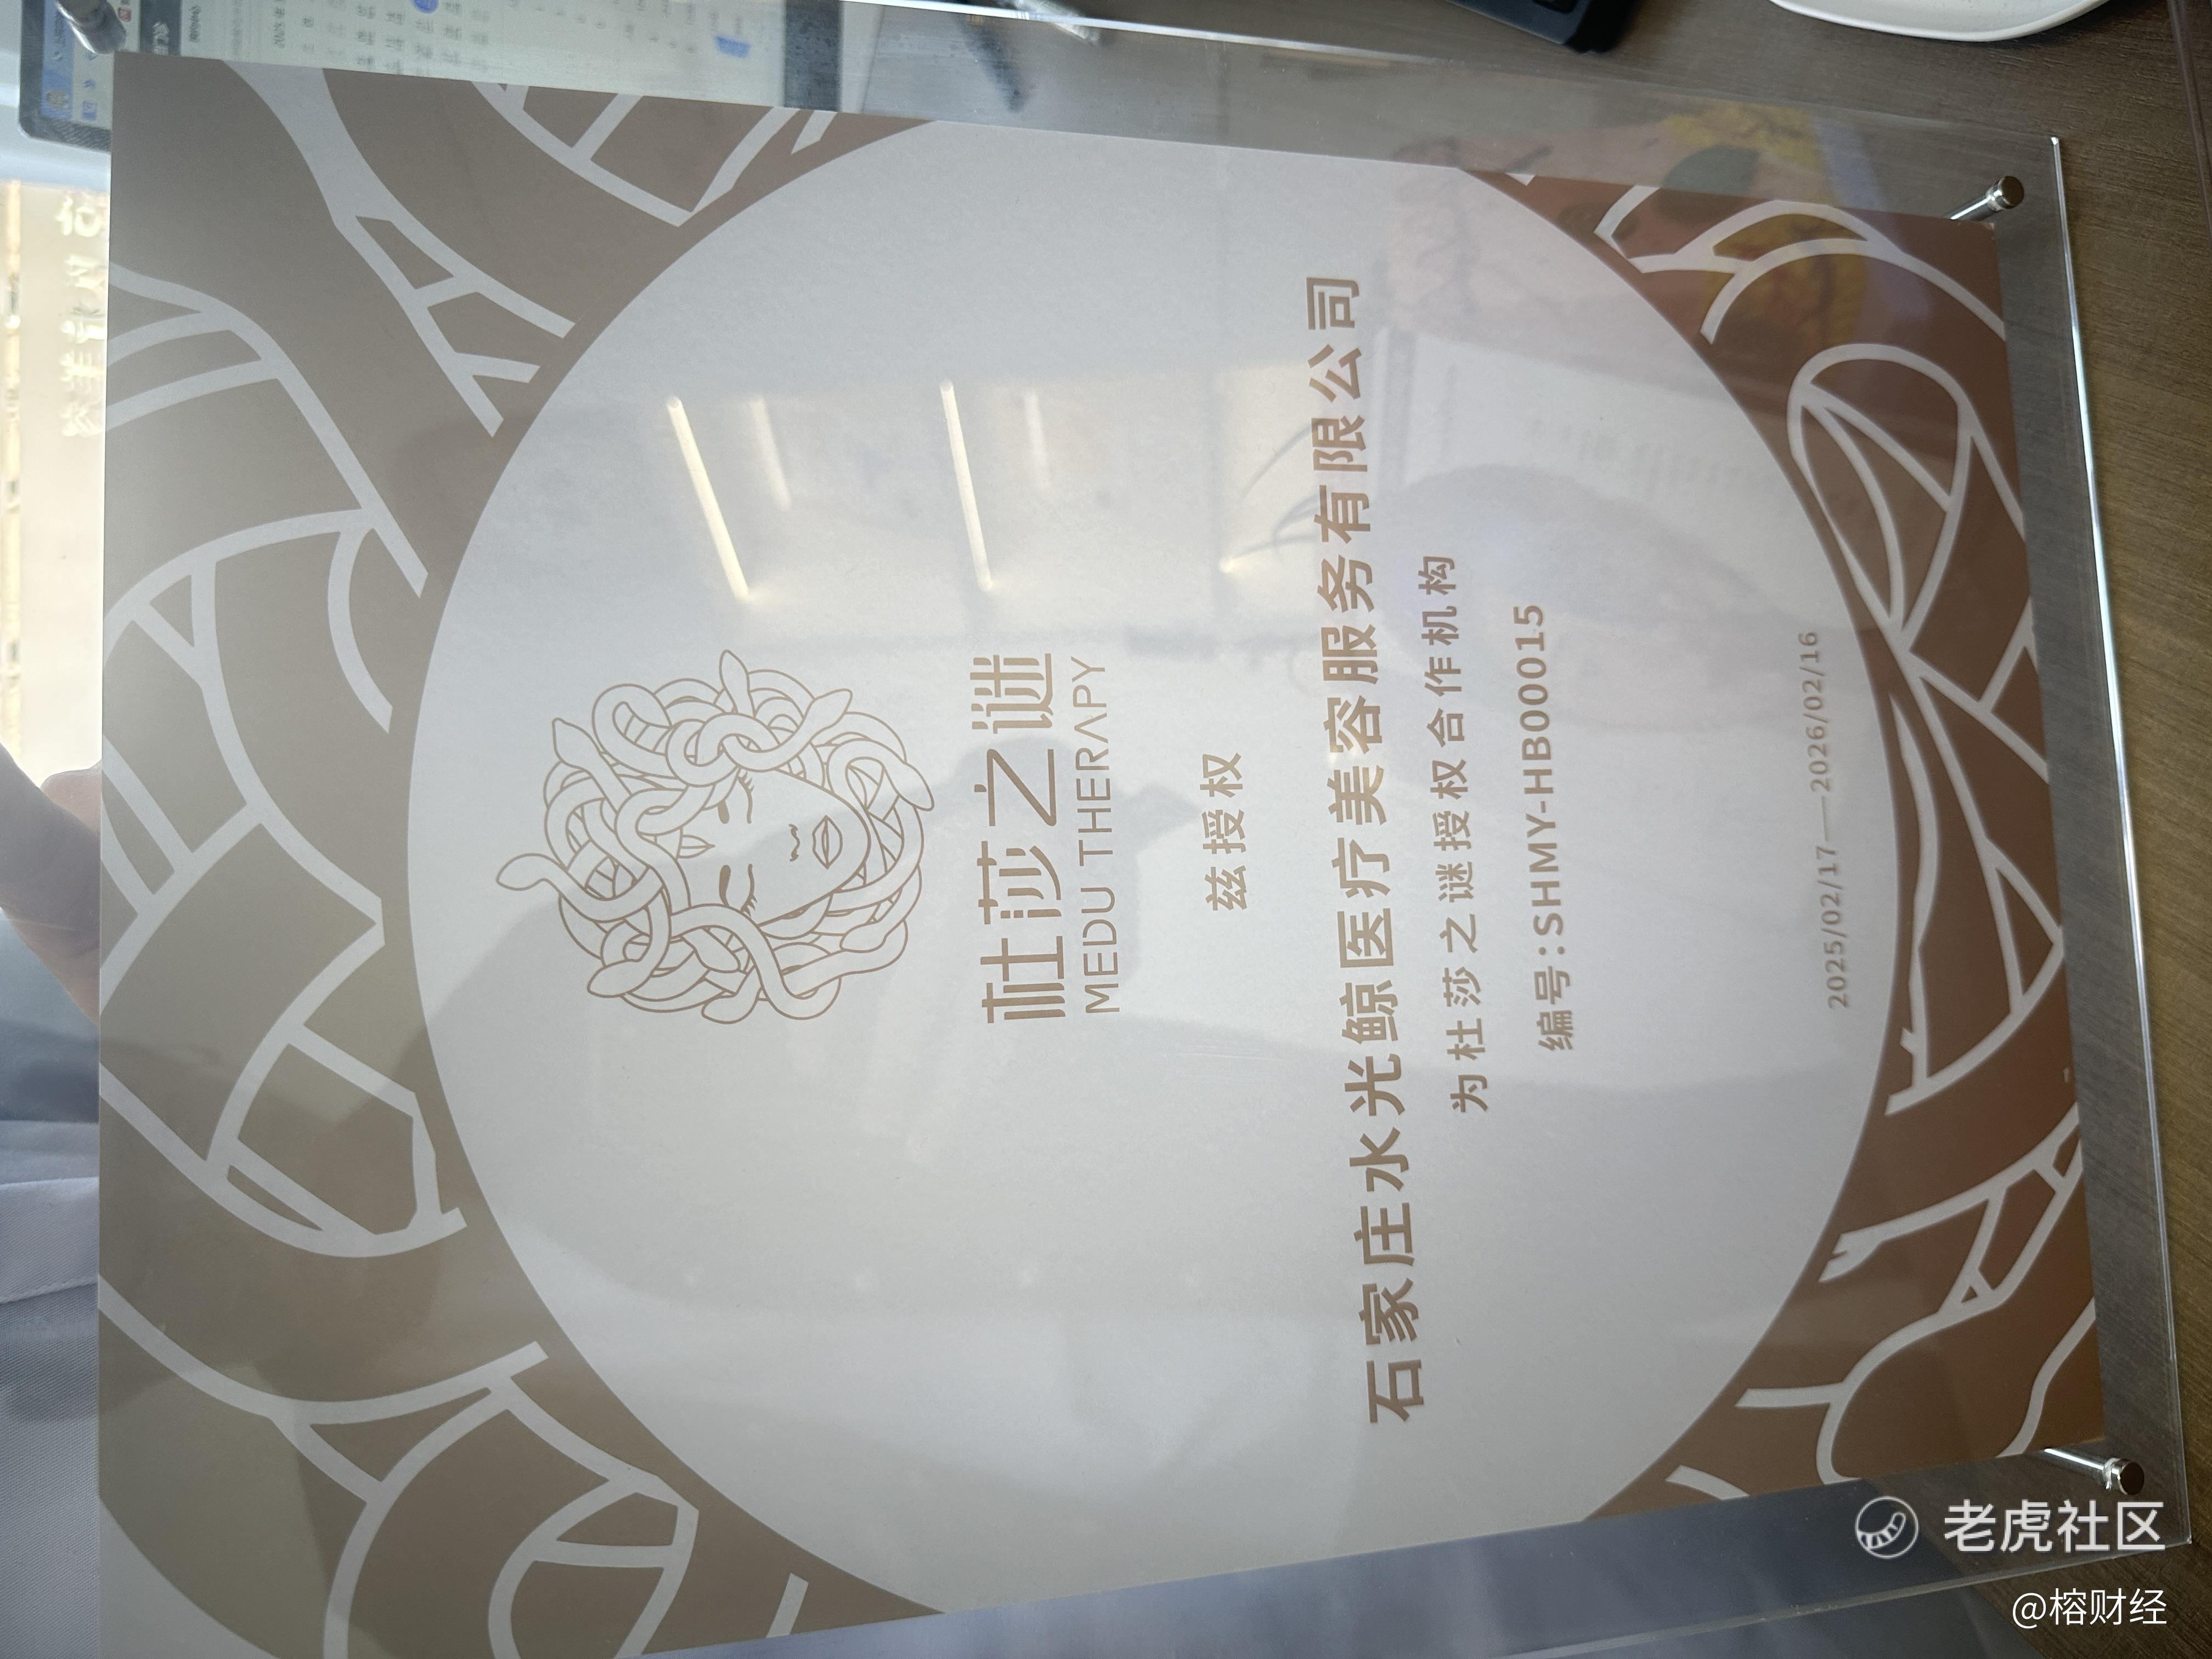 杜莎之谜
MEDU THERAPY
兹授权
石家庄水光鲸医疗美容服务有限公司
为杜莎之谜授权合作机构
编号:SHMY-HB00015
2025/02/17——2026/02/16
老虎社区
@榕财经